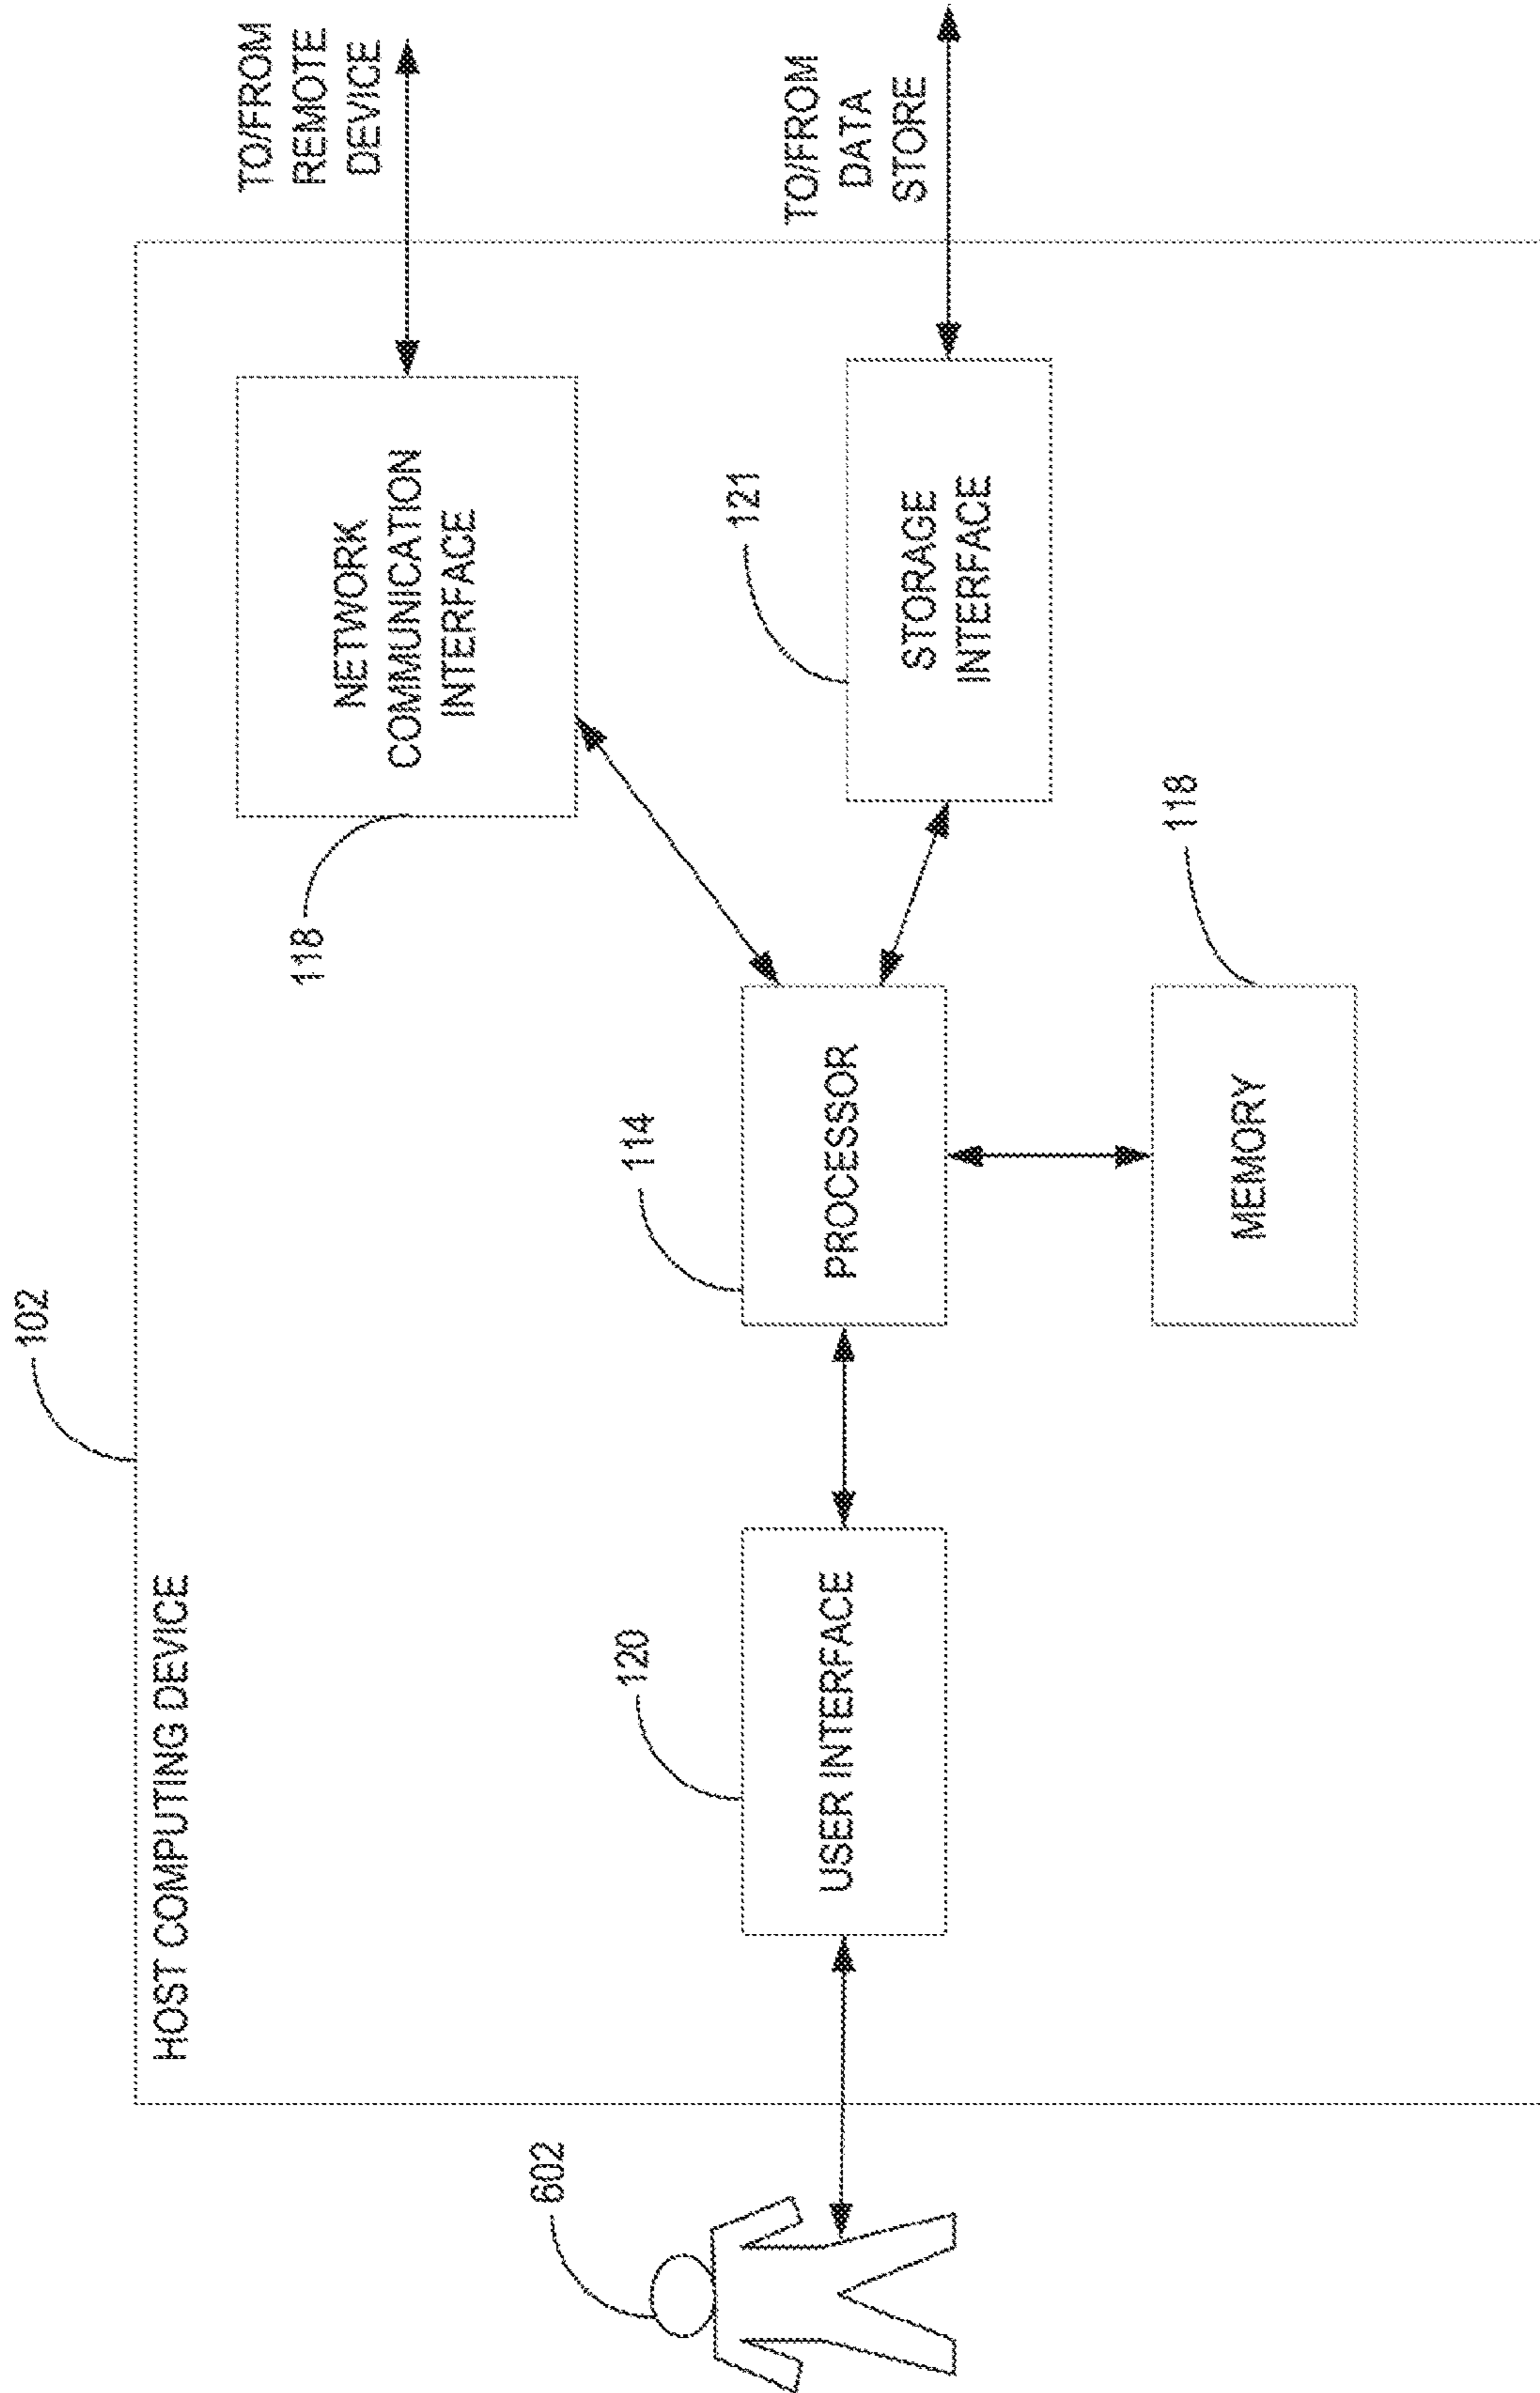 102
HOST COMPUTING DEVICE
118
NETWORK
COMMUNICATION
INTERFACE
TO/FROM
REMOTE
DEVICE
602
120
USER INTERFACE
114
PROCESSOR
121
STORAGE
INTERFACE
TO/FROM
DATA
STORE
118
MEMORY